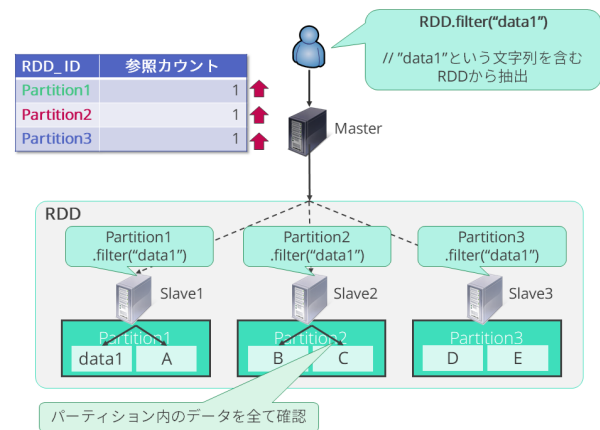 RDD.filter(“data1”)
// ”data1”という文字列を含む
RDDから抽出
RDD_ID 参照カウント
Partition1 1
Partition2 1
Partition3 1
Master
RDD
Partition1
.filter(“data1”)
Partition2
.filter(“data1”)
Partition3
.filter(“data1”)
Slave1
Slave2
Slave3
Partition1
data1 A
Partition2
B C
Partition3
D E
パーティション内のデータを全て確認